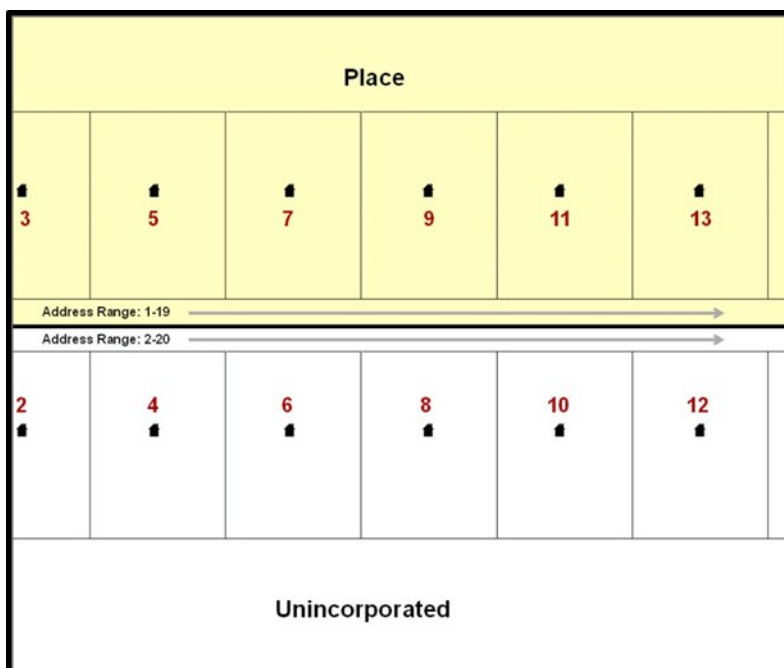 Place
3 5 7 9 11 13
Address Range: 1-19
Address Range: 2-20
2 4 6 8 10 12
Unincorporated